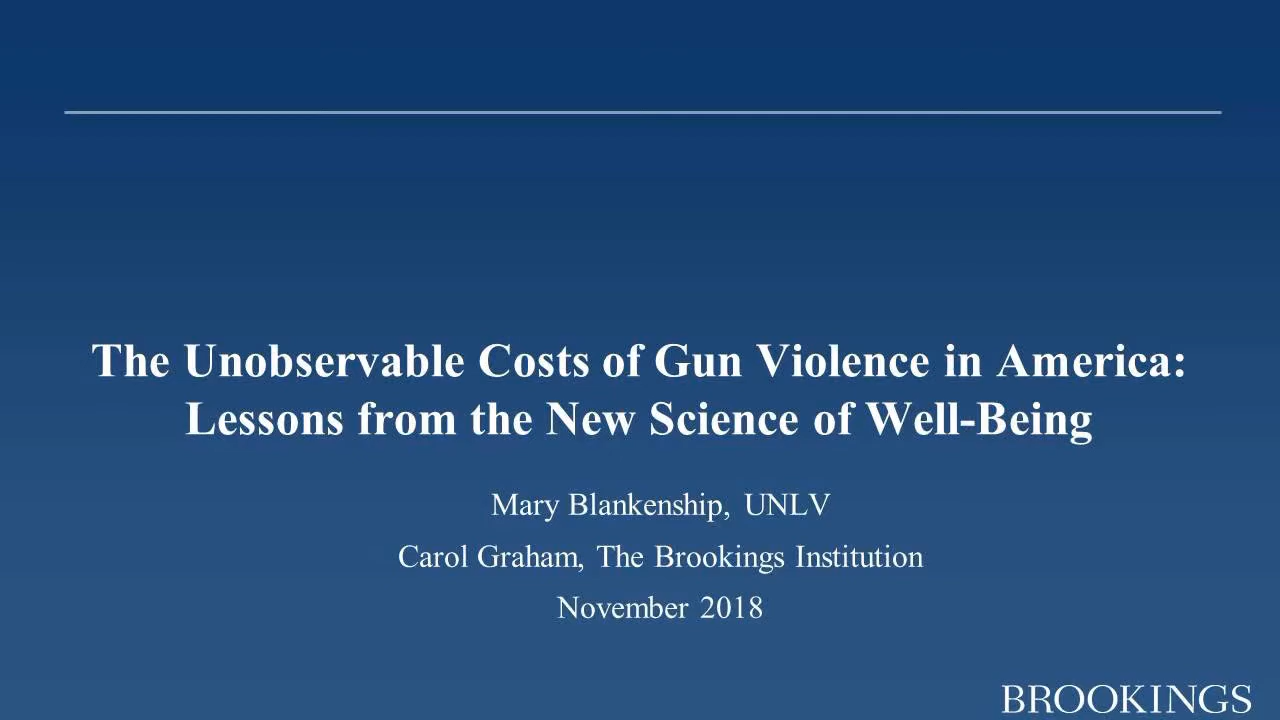 The Unobservable Costs of Gun Violence in America:
Lessons from the New Science of Well-Being
Mary Blankenship, UNLV
Carol Graham, The Brookings Institution
November 2018
BROOKINGS